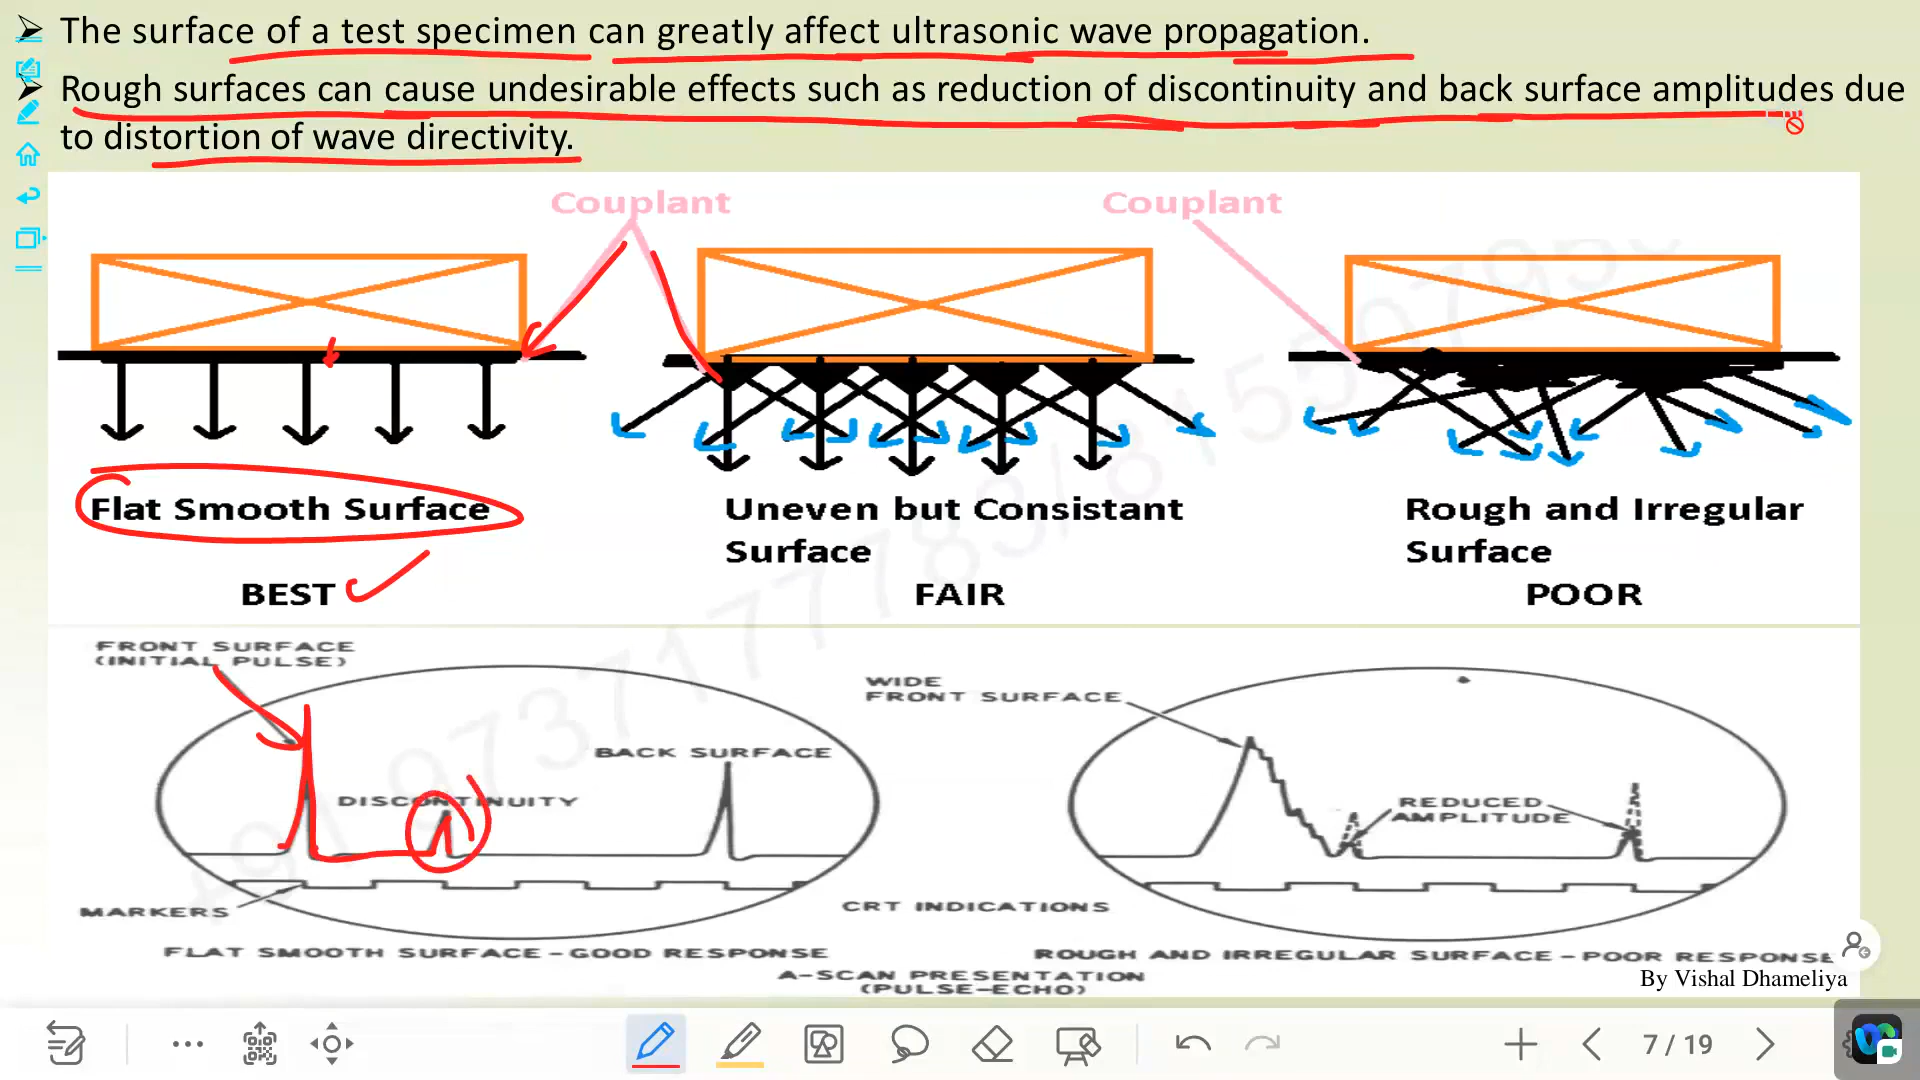 The surface of a test specimen can greatly affect ultrasonic wave propagation.
Rough surfaces can cause undesirable effects such as reduction of discontinuity and back surface amplitudes due
to distortion of wave directivity.
Couplant
Couplant
Flat Smooth Surface
BEST
Uneven but Consistant
Surface
FAIR
Rough and Irregular
Surface
POOR
FRONT SURFACE
(INITIAL PULSE)
DISCONTINUITY
BACK SURFACE
MARKERS
WIDE
FRONT SURFACE
REDUCED
AMPLITUDE
CRT INDICATIONS
FLAT SMOOTH SURFACE - GOOD RESPONSE
ROUGH AND IRREGULAR SURFACE - POOR RESPONSE
A-SCAN PRESENTATION
(PULSE-ECHO)
By Vishal Dhameliya
7 / 19